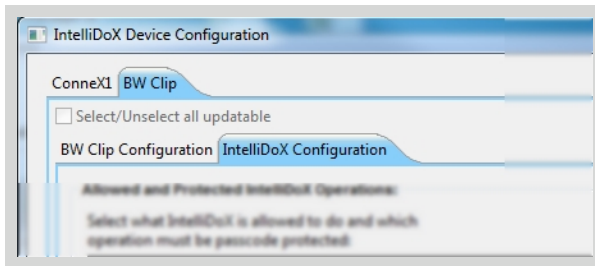 IntelliDoX Device Configuration
ConneX1 BW Clip
Select/Unselect all updatable
BW Clip Configuration IntelliDoX Configuration
Allowed and Protected IntelliDoX Operations:
Select what IntelliDoX is allowed to do and which
operation must be passcode protected: